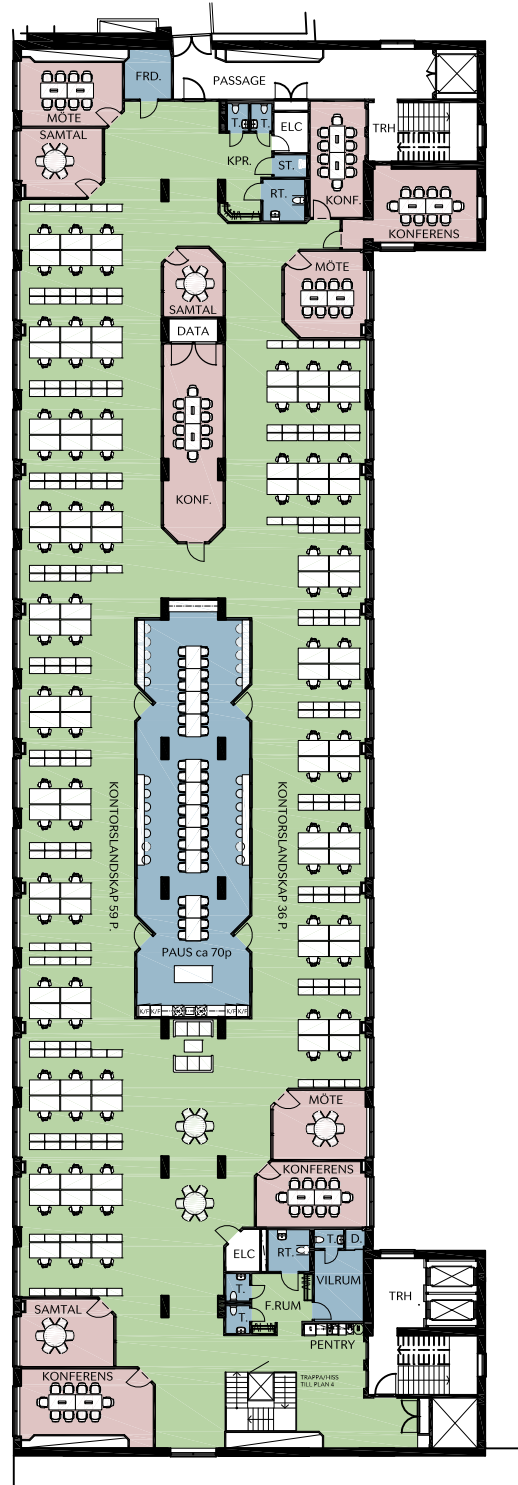 FRD.
PASSAGE
MÖTE
T.
T.
ELC
TRH
SAMTAL
KPR.
ST.
RT.
KONF.
KONFERENS
MÖTE
SAMTAL
DATA
KONF.
KONTORSLANDSKAP 59 P.
KONTORSLANDSKAP 36 P.
PAUS ca 70p
K/F
K/F
K/F
K/F
MÖTE
KONFERENS
ELC
RT.
T.
D.
T.
VILRUM
TRH
F.RUM
SAMTAL
T.
PENTRY
KONFERENS
TRAPPA/HISS
TILL PLAN 4